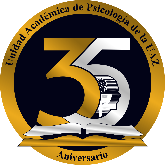 Unidad Académica de Psicología de la UAZ
35
Aniversario